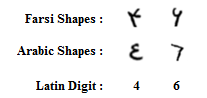 Farsi Shapes : ۴ ۶
Arabic Shapes : ٤ ٦
Latin Digit : 4 6